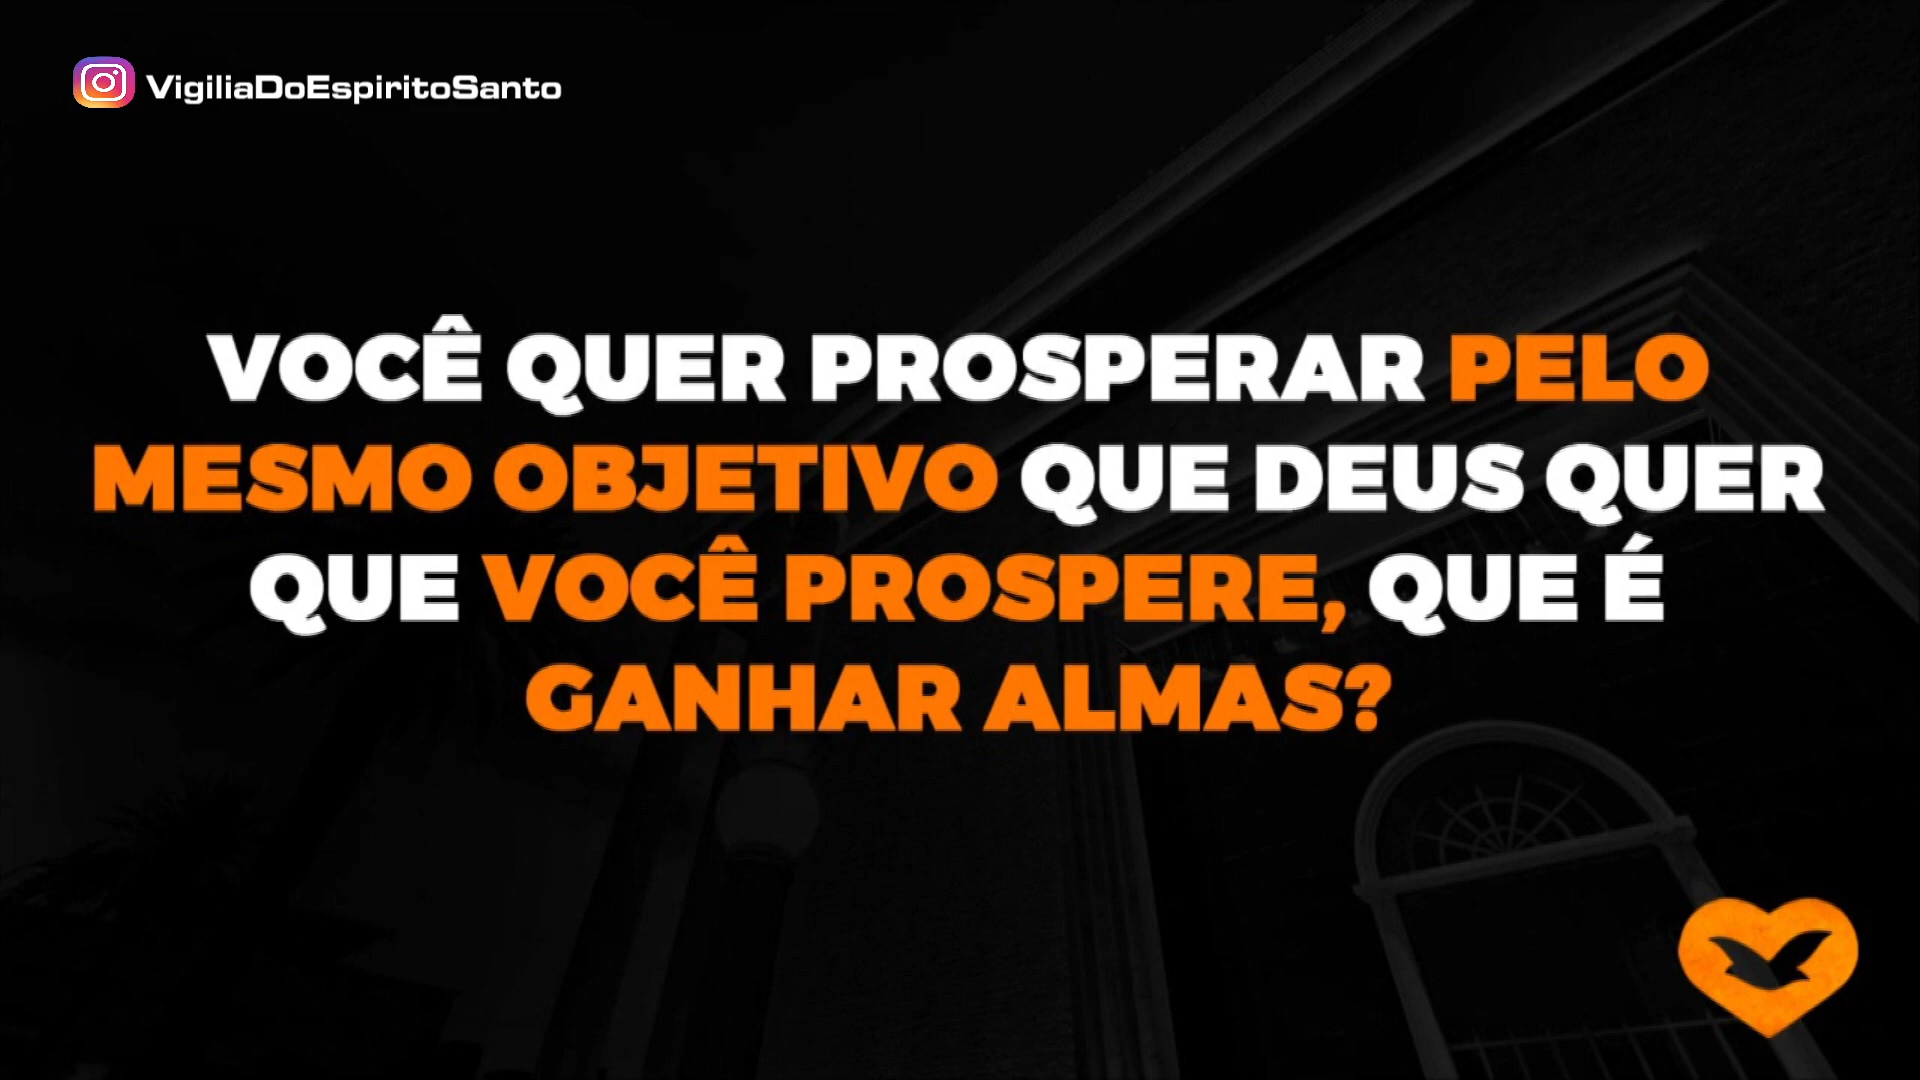 VigiliaDoEspiritoSanto
VOCÊ QUER PROSPERAR PELO
MESMO OBJETIVO QUE DEUS QUER
QUE VOCÊ PROSPERE, QUE É
GANHAR ALMAS?